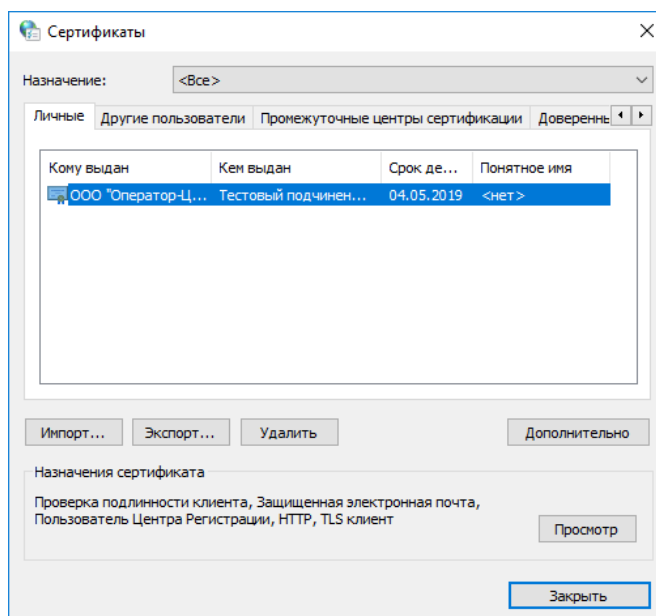 Сертификаты
Назначение: <Все>
Личные Другие пользователи Промежуточные центры сертификации Доверенны
Кому выдан Кем выдан Срок де... Понятное имя
ООО "Оператор-Ц... Тестовый подчинен... 04.05.2019 <нет>
Импорт... Экспорт... Удалить Дополнительно
Назначения сертификата
Проверка подлинности клиента, Защищенная электронная почта,
Пользователь Центра Регистрации, HTTP, TLS клиент
Просмотр
Закрыть